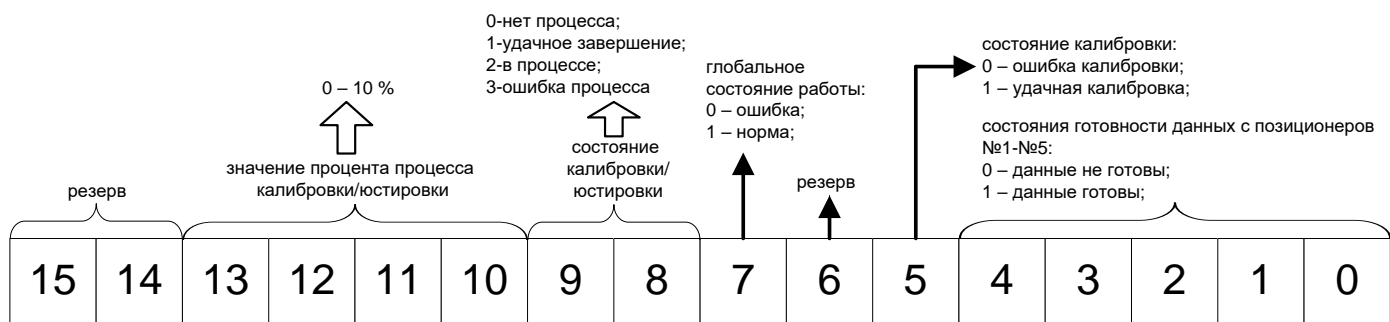 0-нет процесса;
1-удачное завершение;
2-в процессе;
3-ошибка процесса
состояние калибровки:
0 – ошибка калибровки;
1 – удачная калибровка;
глобальное
состояние работы:
0 – ошибка;
1 – норма;
0 – 10 %
состояния готовности данных с позиционеров
№1-№5:
0 – данные не готовы;
1 – данные готовы;
резерв
значение процента процесса
калибровки/юстировки
состояние
калибровки/
юстировки
резерв
15 14 13 12 11 10 9 8 7 6 5 4 3 2 1 0